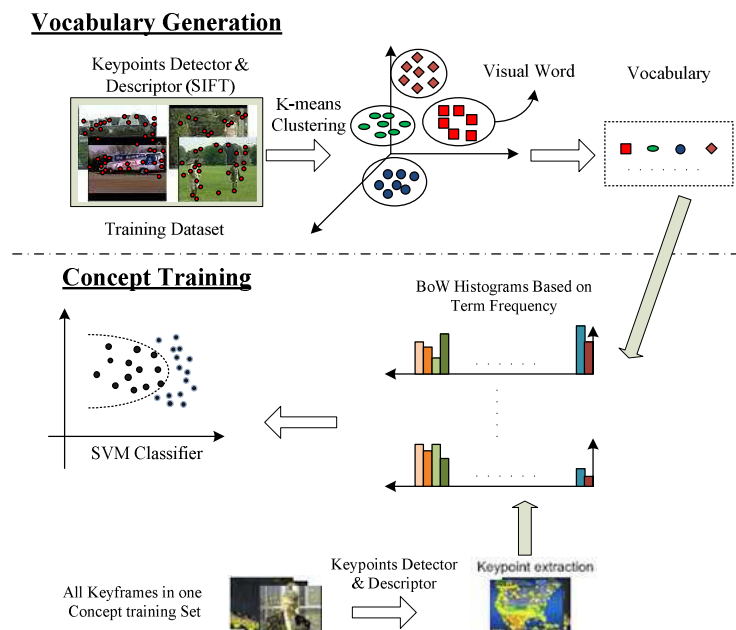 Vocabulary Generation
Keypoints Detector &
Descriptor (SIFT)
K-means
Clustering
Visual Word
Vocabulary
Training Dataset
Concept Training
BoW Histograms Based on
Term Frequency
SVM Classifier
All Keyframes in one
Concept training Set
Keypoints Detector
& Descriptor
Keypoint extraction